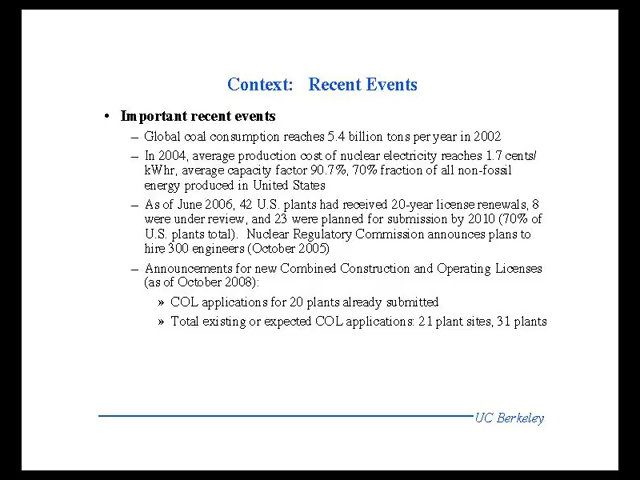 Context: Recent Events
• Important recent events
– Global coal consumption reaches 5.4 billion tons per year in 2002
– In 2004, average production cost of nuclear electricity reaches 1.7 cents/
kWhr, average capacity factor 90.7%, 70% fraction of all non-fossil
energy produced in United States
– As of June 2006, 42 U.S. plants had received 20-year license renewals, 8
were under review, and 23 were planned for submission by 2010 (70% of
U.S. plants total). Nuclear Regulatory Commission announces plans to
hire 300 engineers (October 2005)
– Announcements for new Combined Construction and Operating Licenses
(as of October 2008):
» COL applications for 20 plants already submitted
» Total existing or expected COL applications: 21 plant sites, 31 plants
UC Berkeley